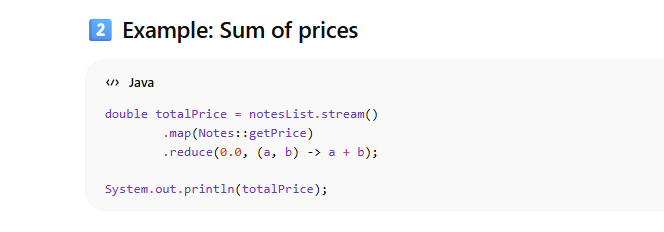 2 Example: Sum of prices
</> Java
double totalPrice = notesList.stream()
        .map(Notes::getPrice)
        .reduce(0.0, (a, b) -> a + b);

System.out.println(totalPrice);